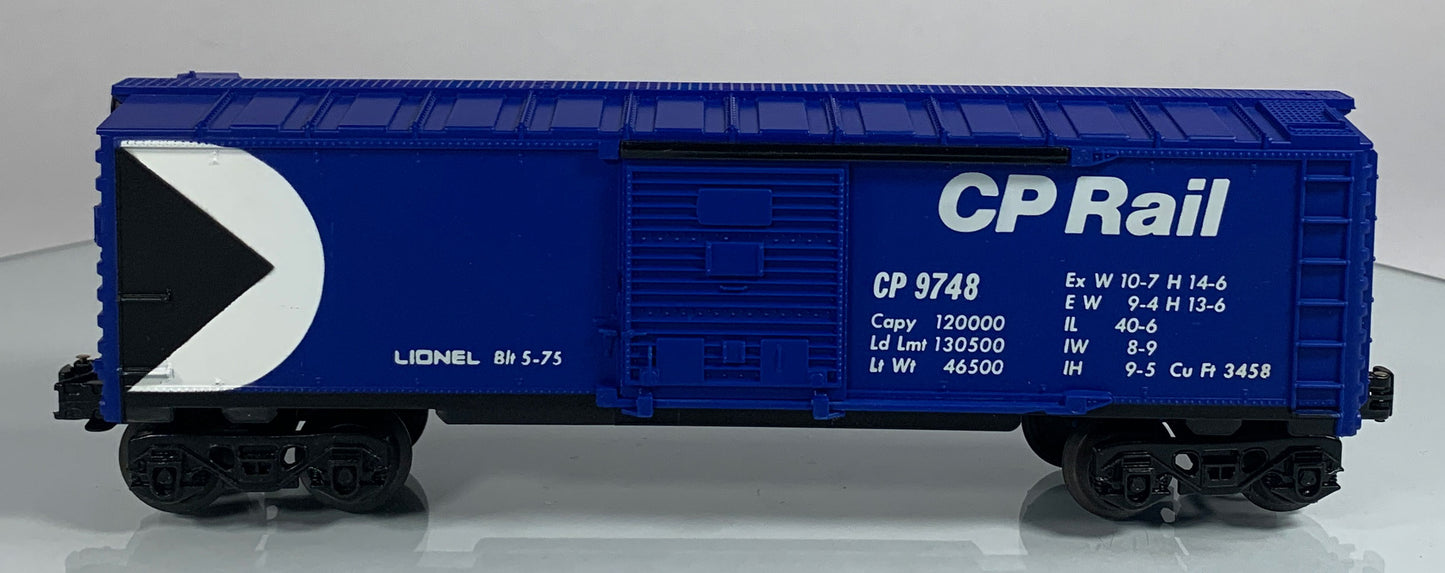 LIONEL Blt 5-75
CP Rail
CP 9748
Capy 120000
Ld Lmt 130500
Lt Wt 46500
Ex W 10-7 H 14-6
E W 9-4 H 13-6
IL 40-6
IW 8-9
IH 9-5 Cu Ft 3458